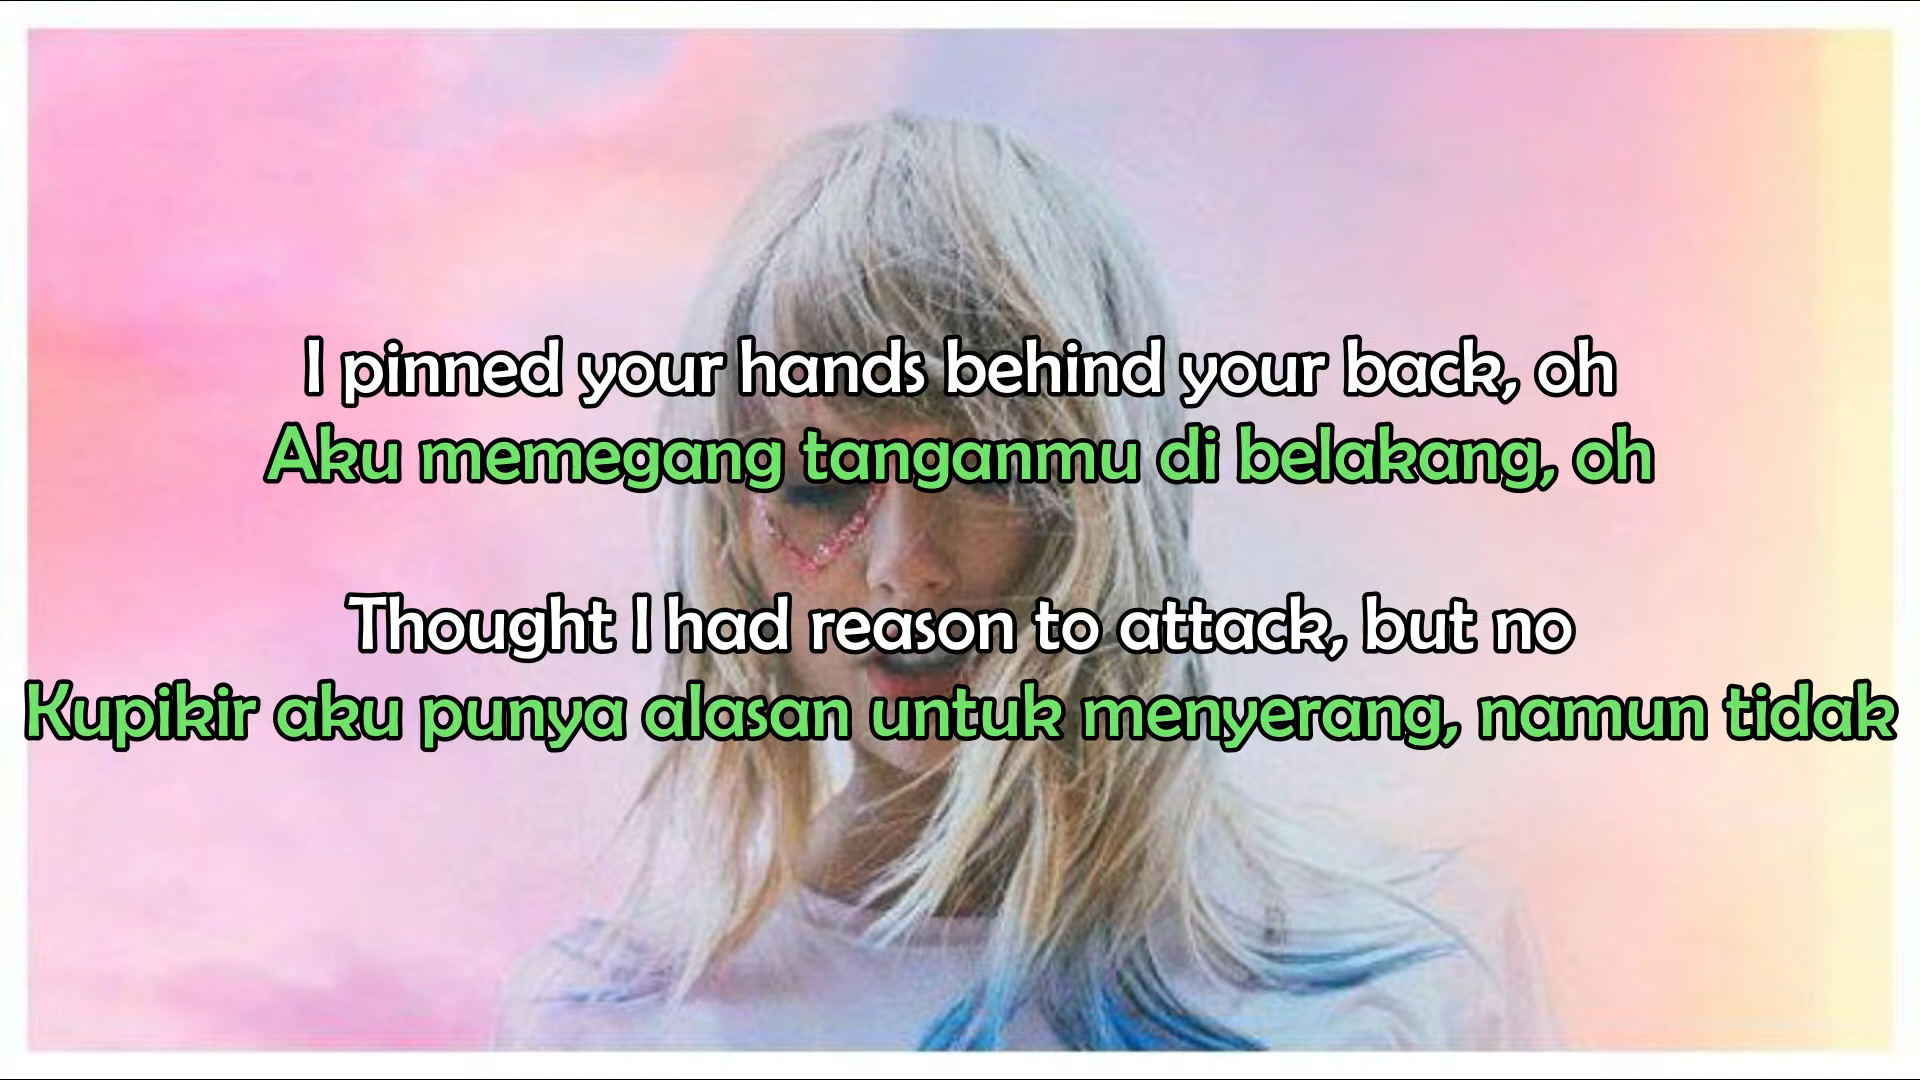 I pinned your hands behind your back, oh
Aku memegang tanganmu di belakang, oh
Thought I had reason to attack, but no
Kupikir aku punya alasan untuk menyerang, namun tidak